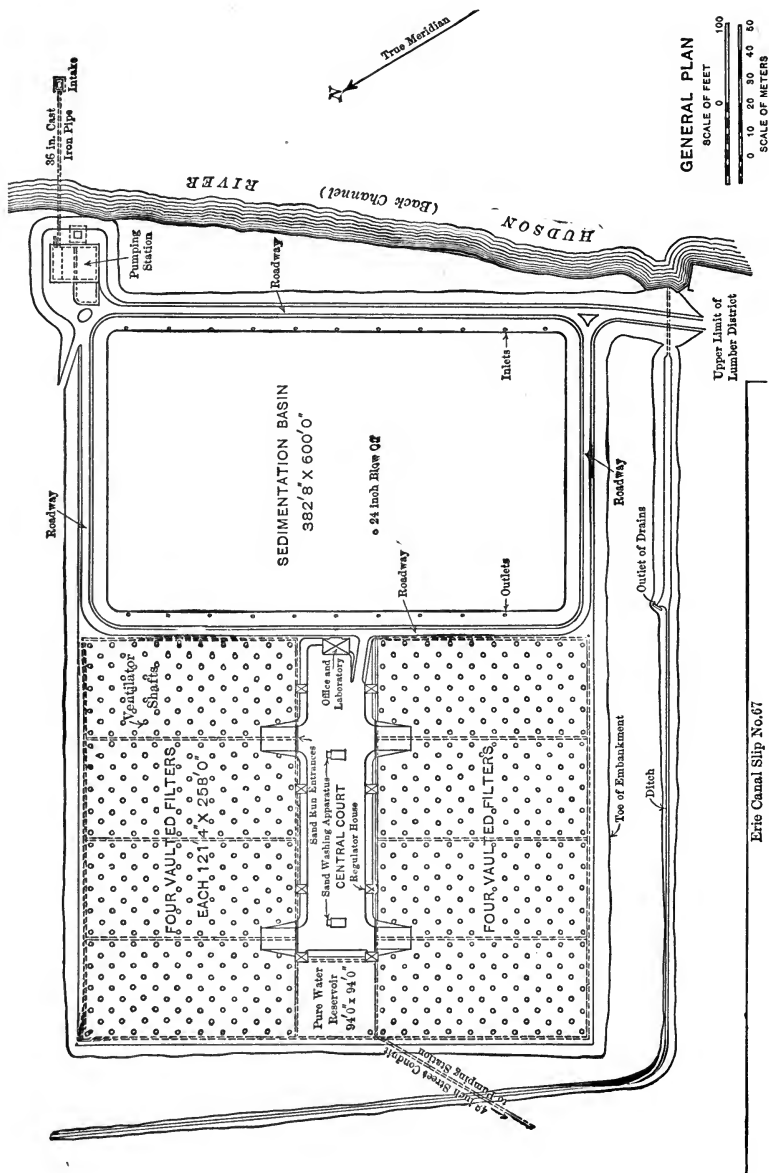 GENERAL PLAN
SCALE OF FEET
0 100
0 10 20 30 40 50
SCALE OF METERS
N
True Meridian
36 in. Cast
Iron Pipe
Intake
Pumping
Station
HUDSON
RIVER
(Back Channel)
Roadway
Roadway
Inlets
Upper Limit of
Lumber District
SEDIMENTATION BASIN
382'8" X 600'0"
24 inch Blow Off
Roadway
Outlets
Roadway
Outlet of Drains
Ventilator
Shafts
FOUR VAULTED FILTERS
EACH 121'4" X 258'0"
Office and
Laboratory
Sand Run Entrances
Sand Washing Apparatus
CENTRAL COURT
Regulator House
FOUR VAULTED FILTERS
Pure Water
Reservoir
94'0" x 94'0"
48 Inch Street Conduit
to Pumping Station
Toe of Embankment
Ditch
Erie Canal Slip No.67